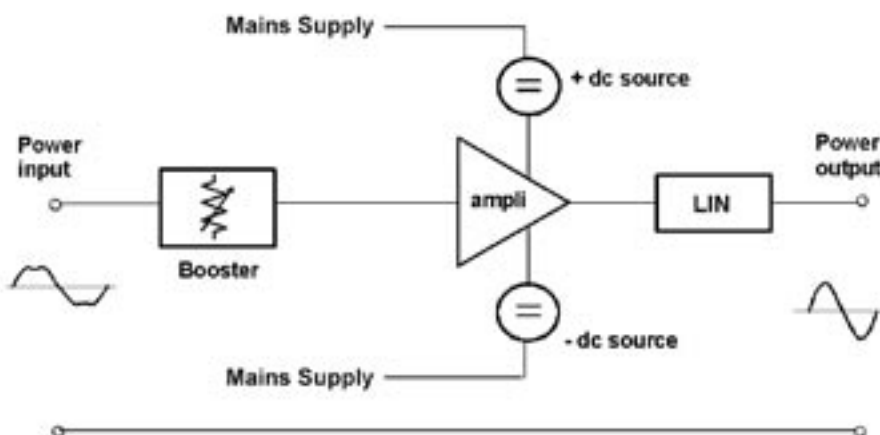 Mains Supply
+ dc source
Power
input
Power
output
ampli
LIN
Booster
- dc source
Mains Supply